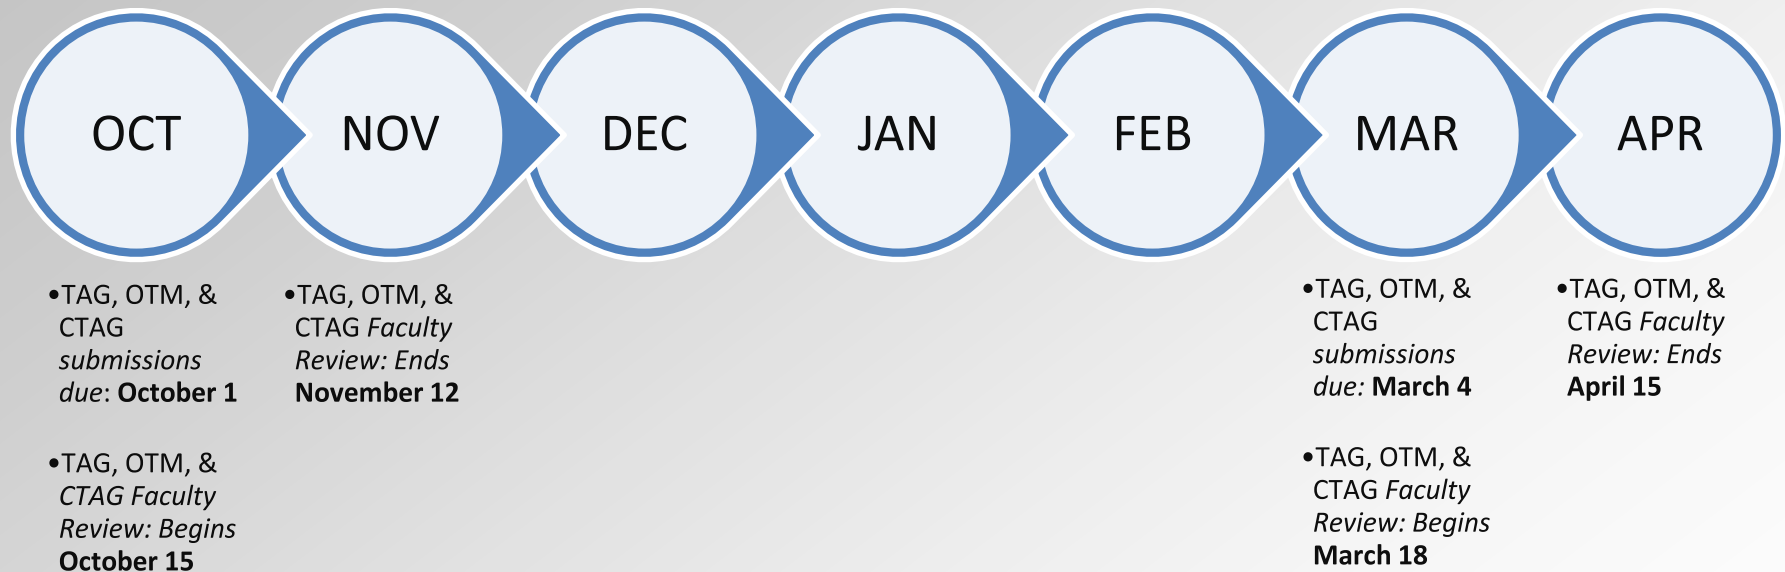 OCT
NOV
DEC
JAN
FEB
MAR
APR
•TAG, OTM, &
CTAG
submissions
due: October 1
•TAG, OTM, &
CTAG Faculty
Review: Begins
October 15
•TAG, OTM, &
CTAG Faculty
Review: Ends
November 12
•TAG, OTM, &
CTAG
submissions
due: March 4
•TAG, OTM, &
CTAG Faculty
Review: Begins
March 18
•TAG, OTM, &
CTAG Faculty
Review: Ends
April 15